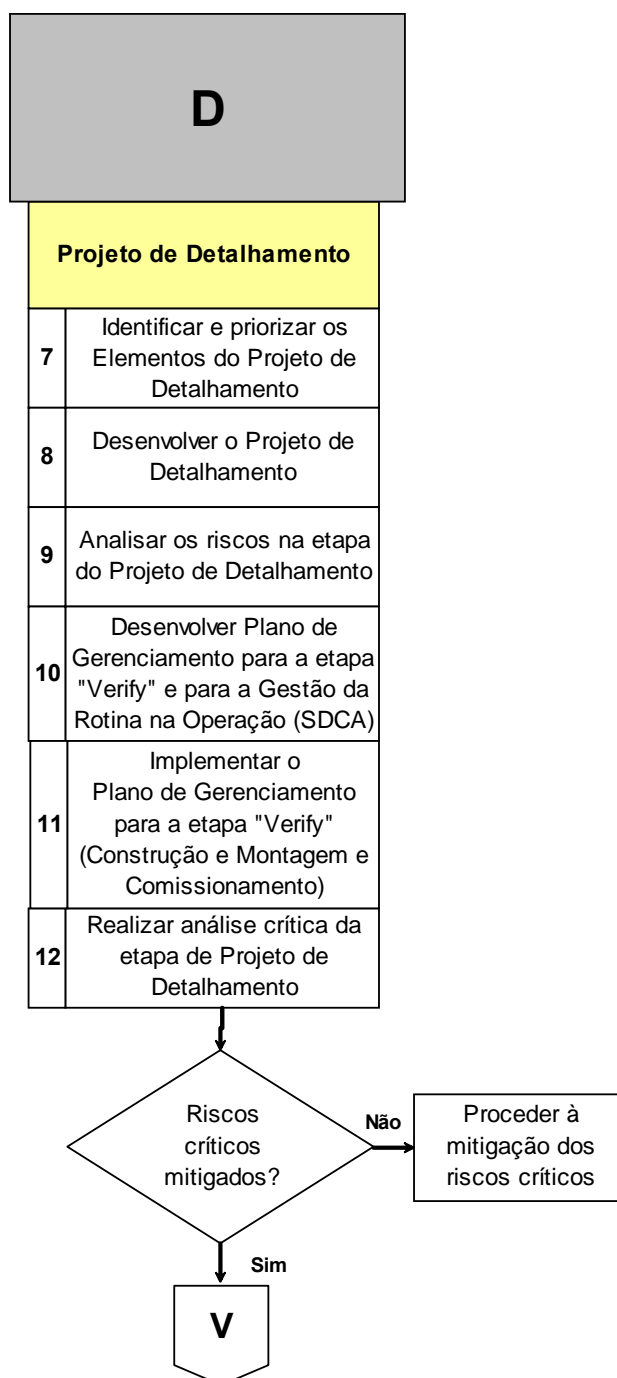 D
Projeto de Detalhamento
7
Identificar e priorizar os
Elementos do Projeto de
Detalhamento
8
Desenvolver o Projeto de
Detalhamento
9
Analisar os riscos na etapa
do Projeto de Detalhamento
10
Desenvolver Plano de
Gerenciamento para a etapa
"Verify" e para a Gestão da
Rotina na Operação (SDCA)
11
Implementar o
Plano de Gerenciamento
para a etapa "Verify"
(Construção e Montagem e
Comissionamento)
12
Realizar análise crítica da
etapa de Projeto de
Detalhamento
Riscos
críticos
mitigados?
Não
Proceder à
mitigação dos
riscos críticos
Sim
V